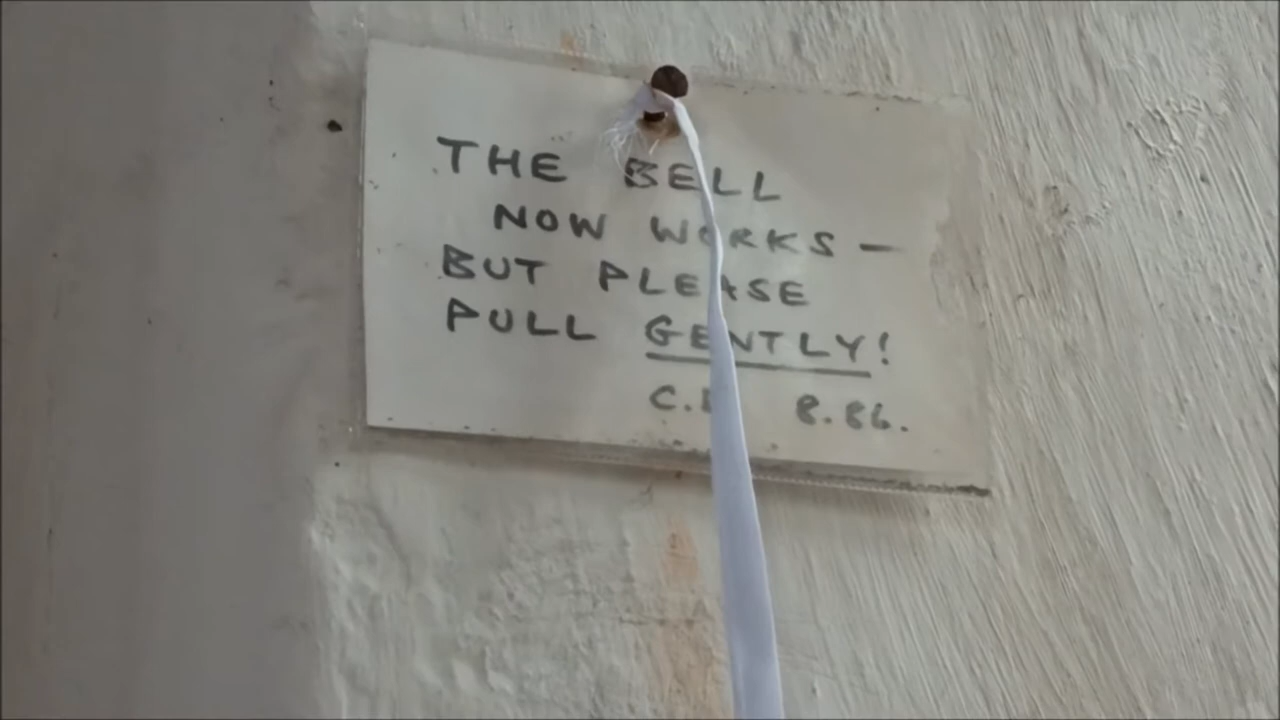 THE BELL
NOW WORKS —
BUT PLEASE
PULL GENTLY!
8.86.